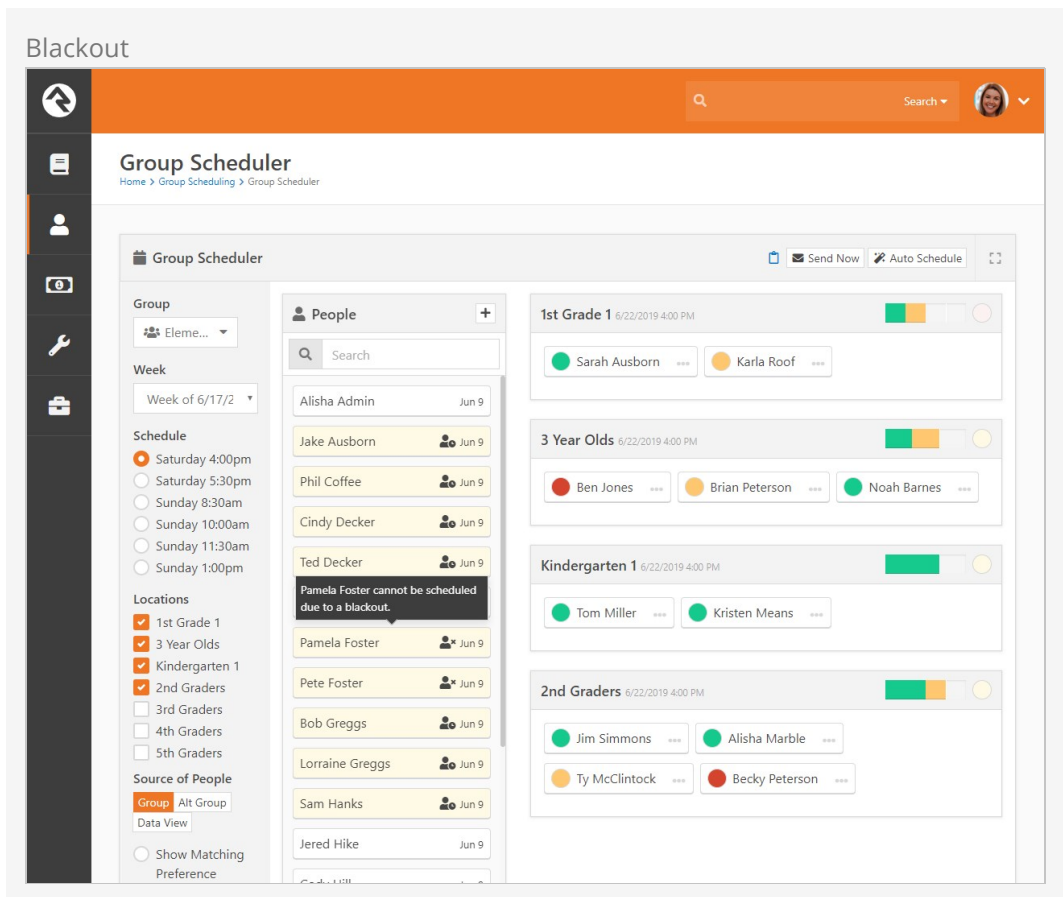 Blackout
Search
Group Scheduler
Home > Group Scheduling > Group Scheduler
Group Scheduler
Send Now
Auto Schedule
Group
Eleme...
Week
Week of 6/17/2
Schedule
Saturday 4:00pm
Saturday 5:30pm
Sunday 8:30am
Sunday 10:00am
Sunday 11:30am
Sunday 1:00pm
Locations
1st Grade 1
3 Year Olds
Kindergarten 1
2nd Graders
3rd Graders
4th Graders
5th Graders
Source of People
Group Alt Group
Data View
Show Matching
Preference
People
Search
Alisha Admin Jun 9
Jake Ausborn Jun 9
Phil Coffee Jun 9
Cindy Decker Jun 9
Ted Decker Jun 9
Pamela Foster cannot be scheduled
due to a blackout.
Pamela Foster Jun 9
Pete Foster Jun 9
Bob Greggs Jun 9
Lorraine Greggs Jun 9
Sam Hanks Jun 9
Jered Hike Jun 9
1st Grade 1 6/22/2019 4:00 PM
Sarah Ausborn
Karla Roof
3 Year Olds 6/22/2019 4:00 PM
Ben Jones
Brian Peterson
Noah Barnes
Kindergarten 1 6/22/2019 4:00 PM
Tom Miller
Kristen Means
2nd Graders 6/22/2019 4:00 PM
Jim Simmons
Alisha Marble
Ty McClintock
Becky Peterson